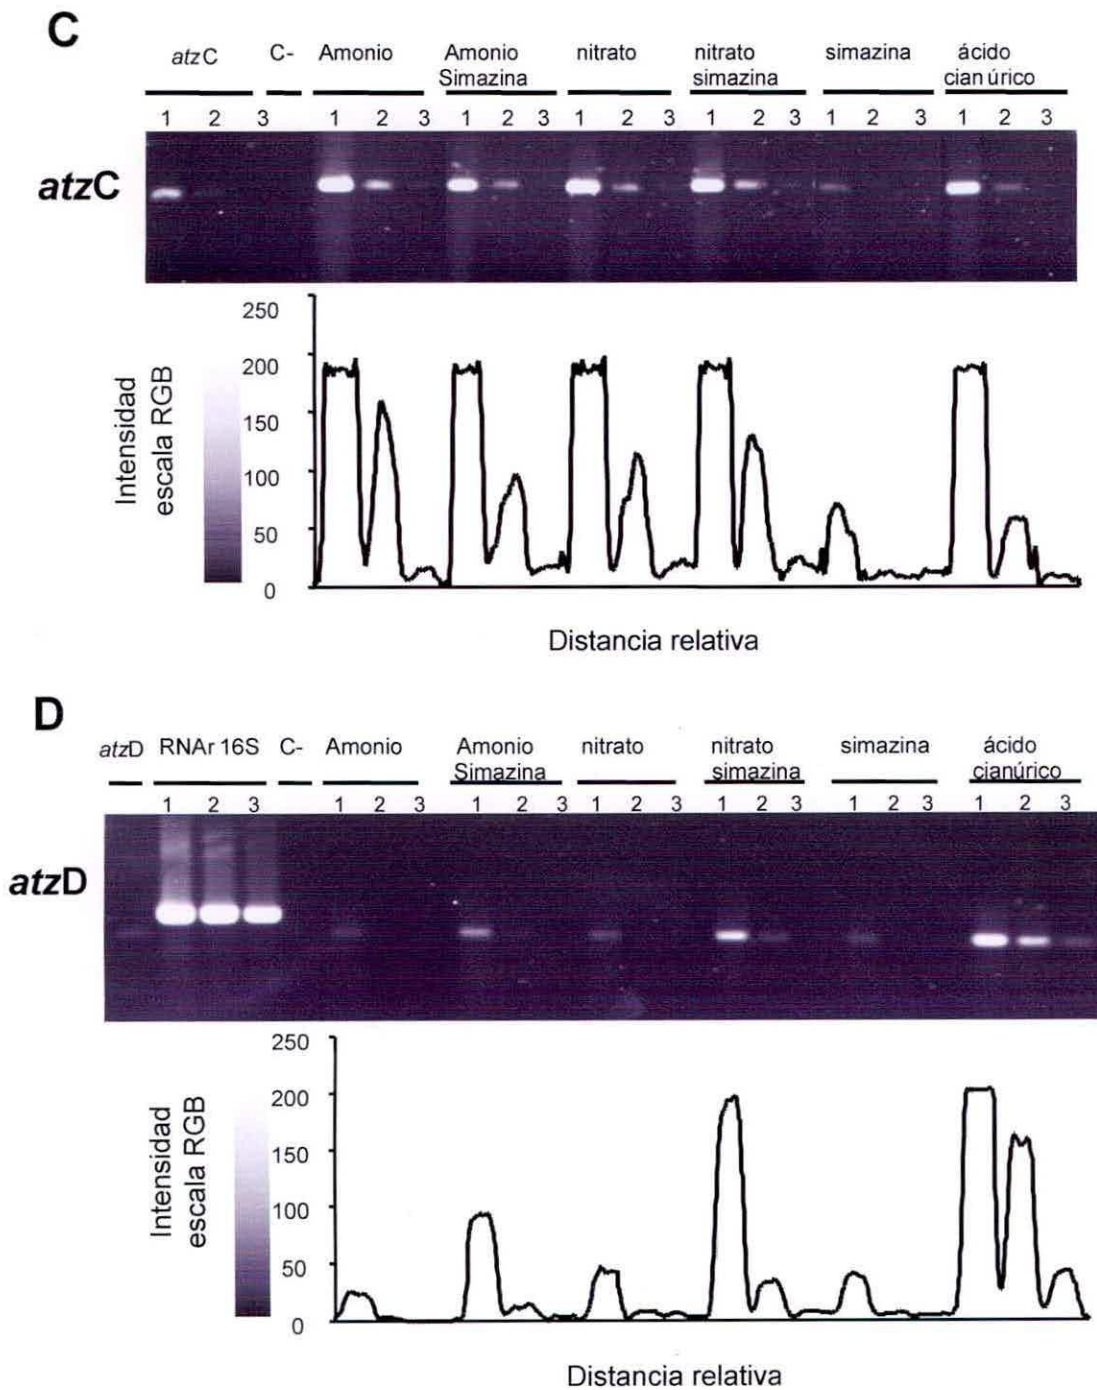 C
atzC C- Amonio Amonio nitrato nitrato simazina ácido
Simazina simazina cianúrico
1 2 3 1 2 3 1 2 3 1 2 3 1 2 3 1 2 3 1 2 3
atzC
250
200
150
100
50
0
Intensidad
escala RGB
Distancia relativa
D
atzD RNAr 16S C- Amonio Amonio nitrato nitrato simazina ácido
Simazina simazina cianúrico
1 2 3 1 2 3 1 2 3 1 2 3 1 2 3 1 2 3 1 2 3
atzD
250
200
150
100
50
0
Intensidad
escala RGB
Distancia relativa